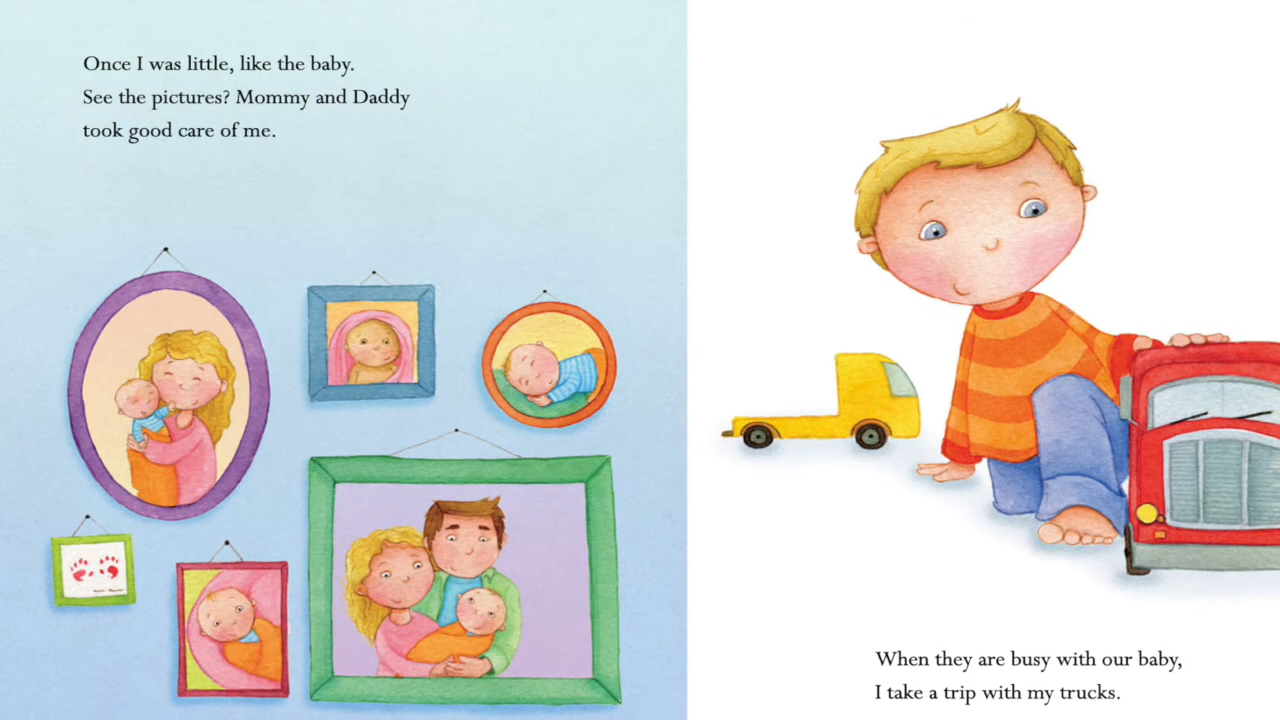 Once I was little, like the baby.
See the pictures? Mommy and Daddy
took good care of me.
When they are busy with our baby,
I take a trip with my trucks.